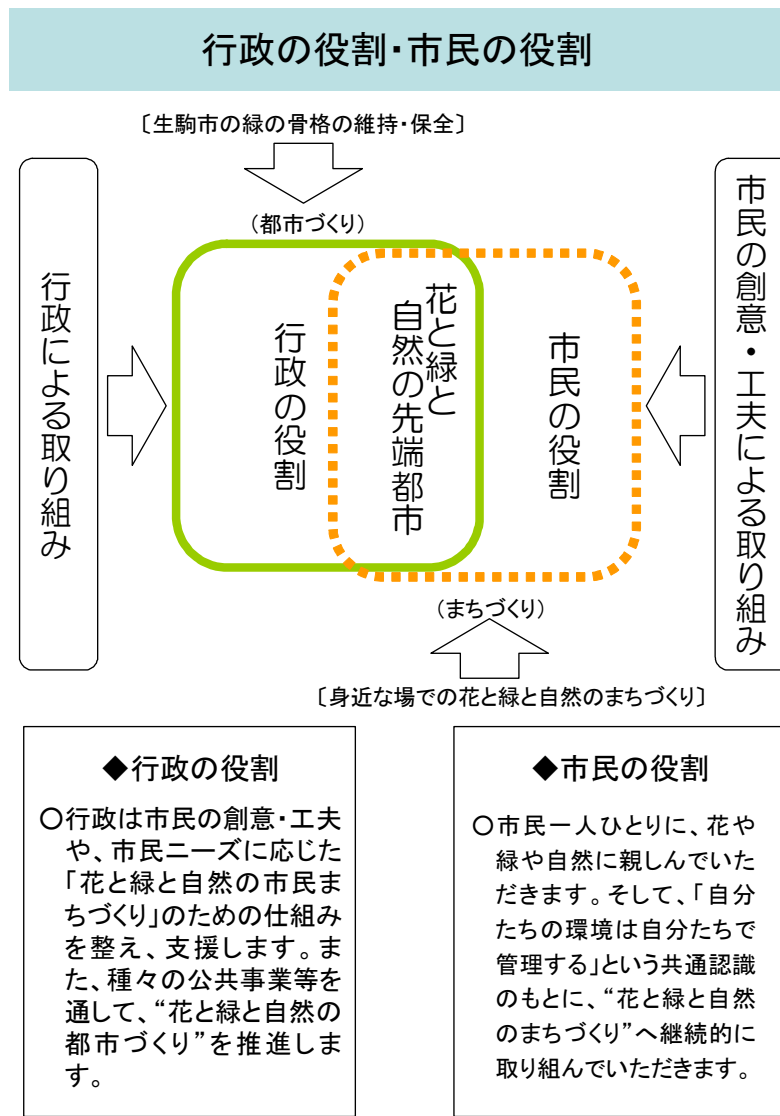 行政の役割・市民の役割
〔生駒市の緑の骨格の維持・保全〕
(都市づくり)
行政による取り組み
行政の役割
花と緑と
自然の先端都市
市民の役割
市民の創意・工夫による取り組み
(まちづくり)
〔身近な場での花と緑と自然のまちづくり〕
◆行政の役割
○行政は市民の創意・工夫
や、市民ニーズに応じた
「花と緑と自然の市民ま
ちづくり」のための仕組み
を整え、支援します。ま
た、種々の公共事業等を
通して、“花と緑と自然の
都市づくり”を推進しま
す。
◆市民の役割
○市民一人ひとりに、花や
緑や自然に親しんでいた
だきます。そして、「自分
たちの環境は自分たちで
管理する」という共通認識
のもとに、“花と緑と自然
のまちづくり”へ継続的に
取り組んでいただきます。